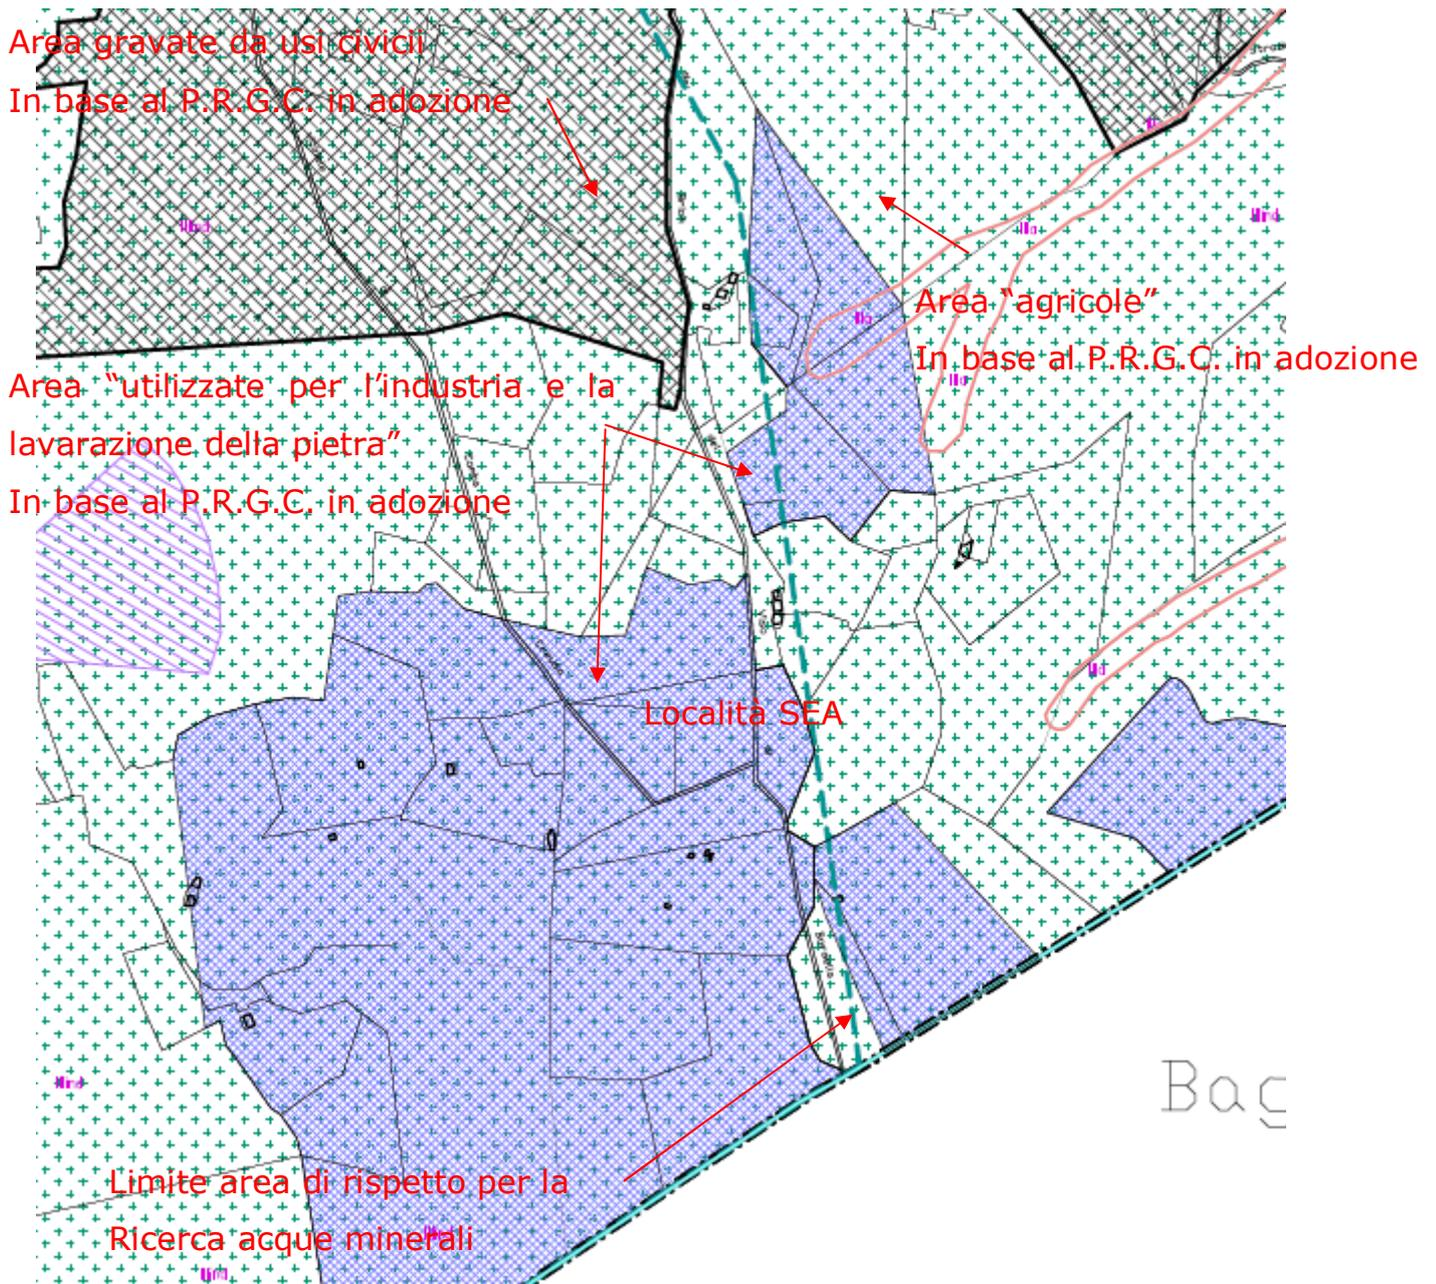 Area gravate da usi civicii
In base al P.R.G.C. in adozione
Area “agricole”
In base al P.R.G.C. in adozione
Area “utilizzate per l’industria e la
lavarazione della pietra”
In base al P.R.G.C. in adozione
Località SEA
Bag
Limite area di rispetto per la
Ricerca acque minerali